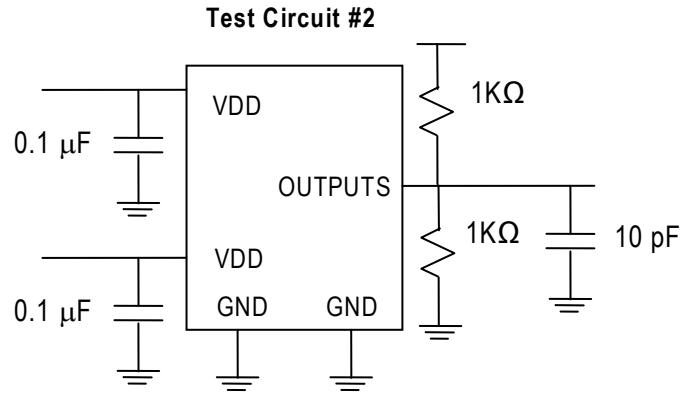 Test Circuit #2
1KΩ
VDD
0.1 μF
OUTPUTS
1KΩ
10 pF
VDD
0.1 μF
GND GND